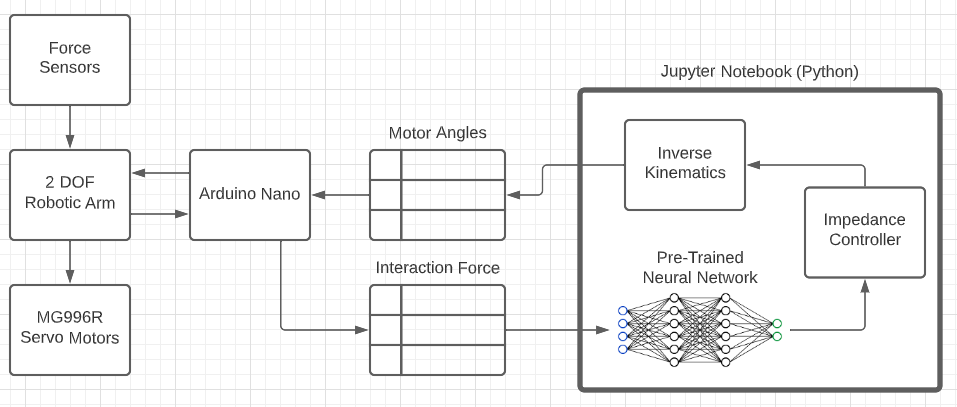 Force
Sensors
Jupyter Notebook (Python)
Motor Angles
Inverse
Kinematics
2 DOF
Robotic Arm
Arduino Nano
Impedance
Controller
Interaction Force
Pre-Trained
Neural Network
MG996R
Servo Motors